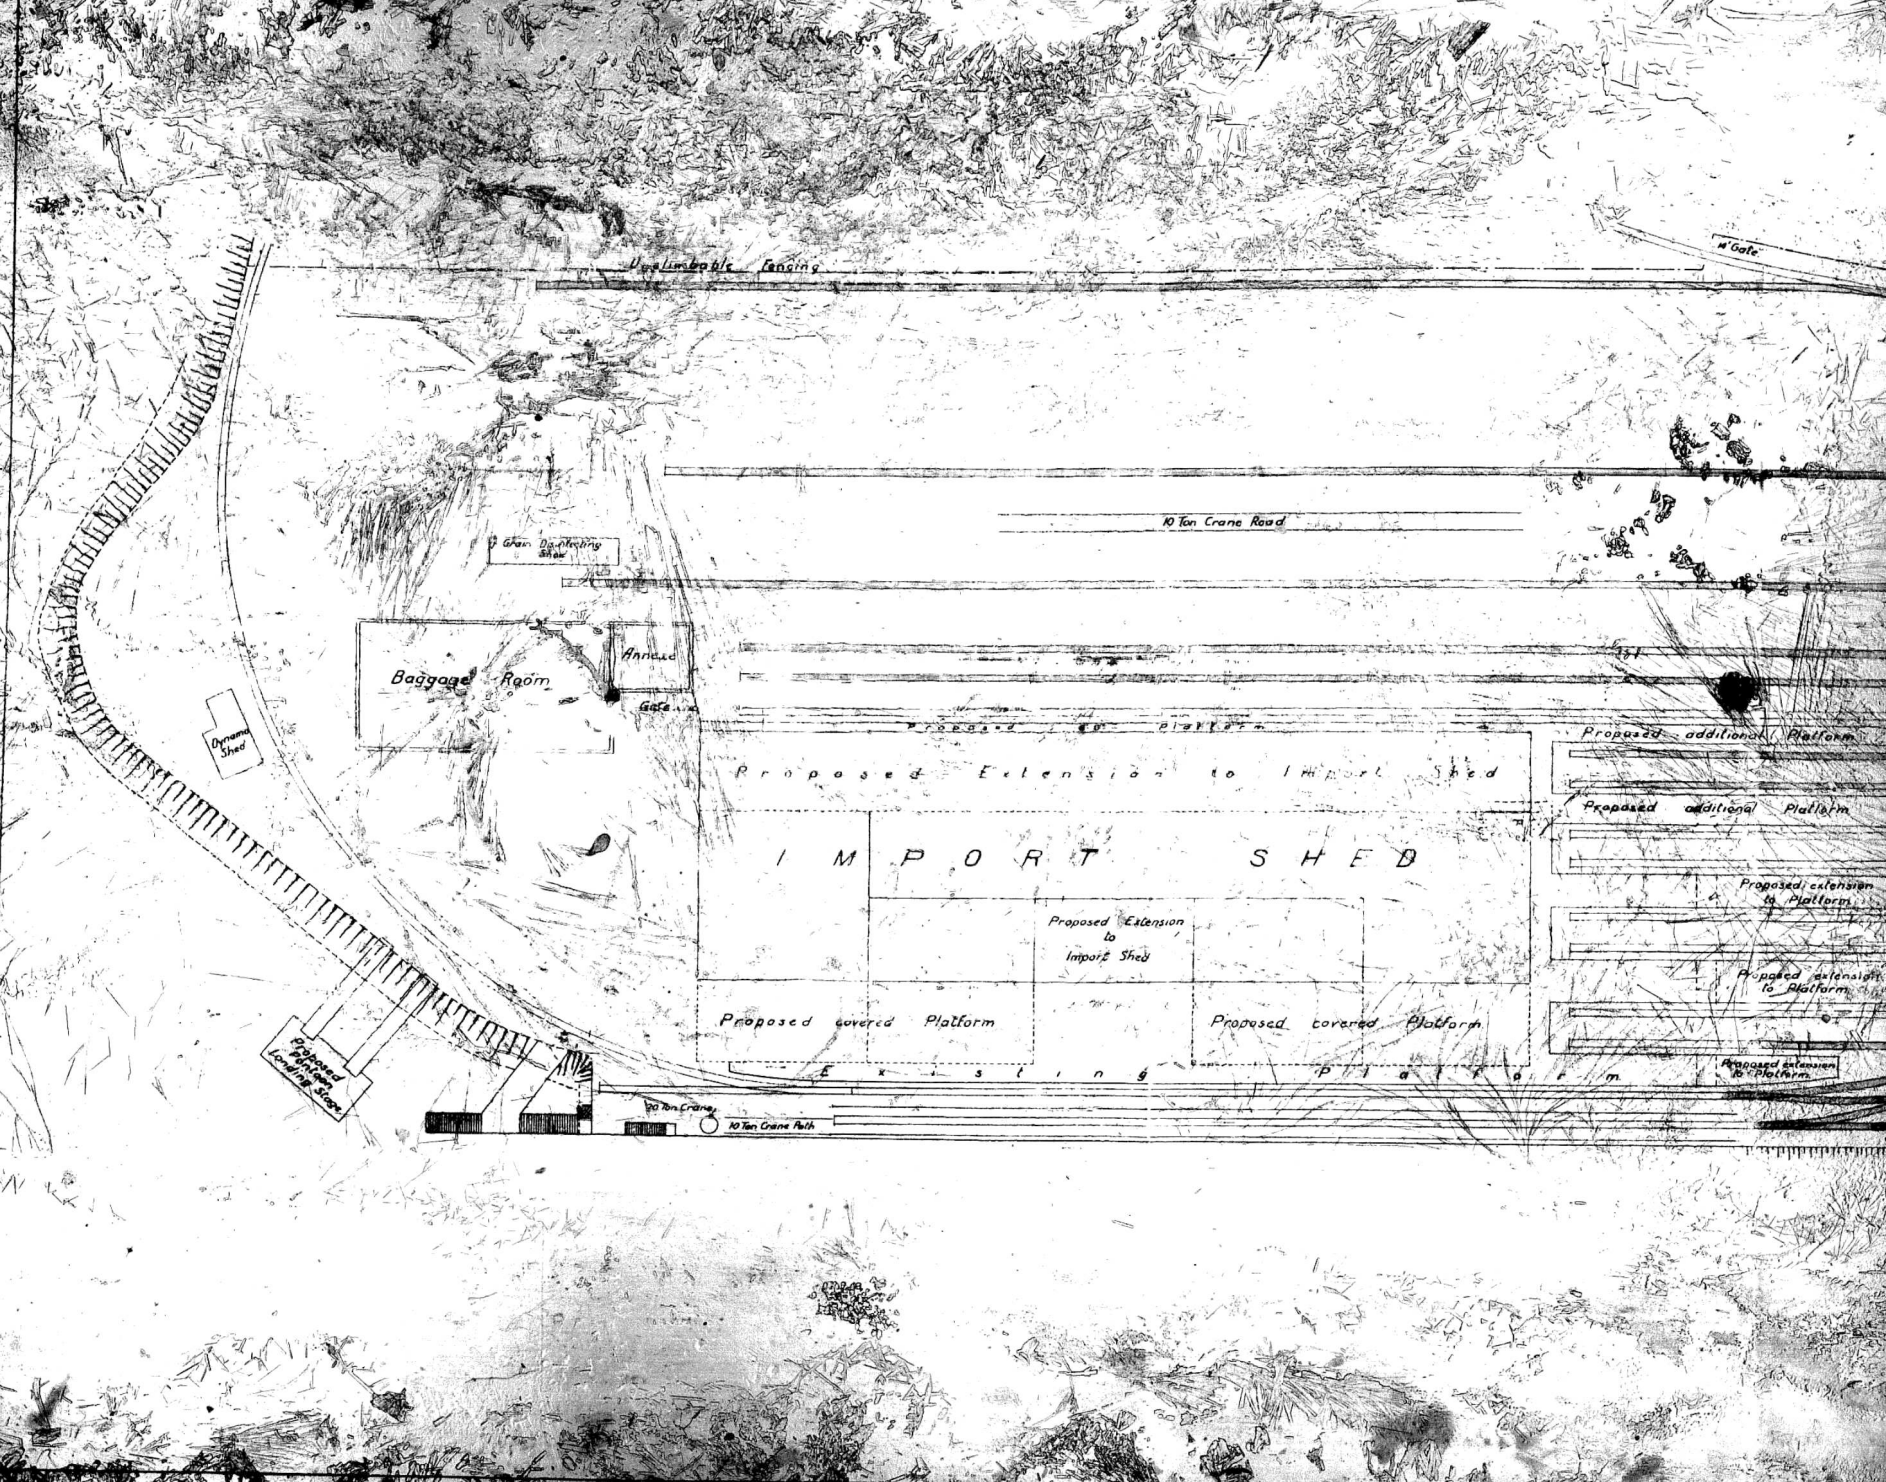 14' Gate
Unclimbable Fencing
10 Ton Crane Road
Grain Disinfecting
Shed
Annexe
Baggage Room
Gate
Dynamo
Shed
Proposed to Platform
Proposed additional Platform
Proposed Extension to Import Shed
Proposed additional Platform
IMPORT SHED
Proposed extension
to Platform
Proposed Extension
to
Import Shed
Proposed extension
to Platform
Proposed covered Platform
Proposed covered Platform
Proposed
Pontoon
Landing Stage
Existing Platform
Proposed extension
to Platform
20 Ton Crane
10 Ton Crane Path